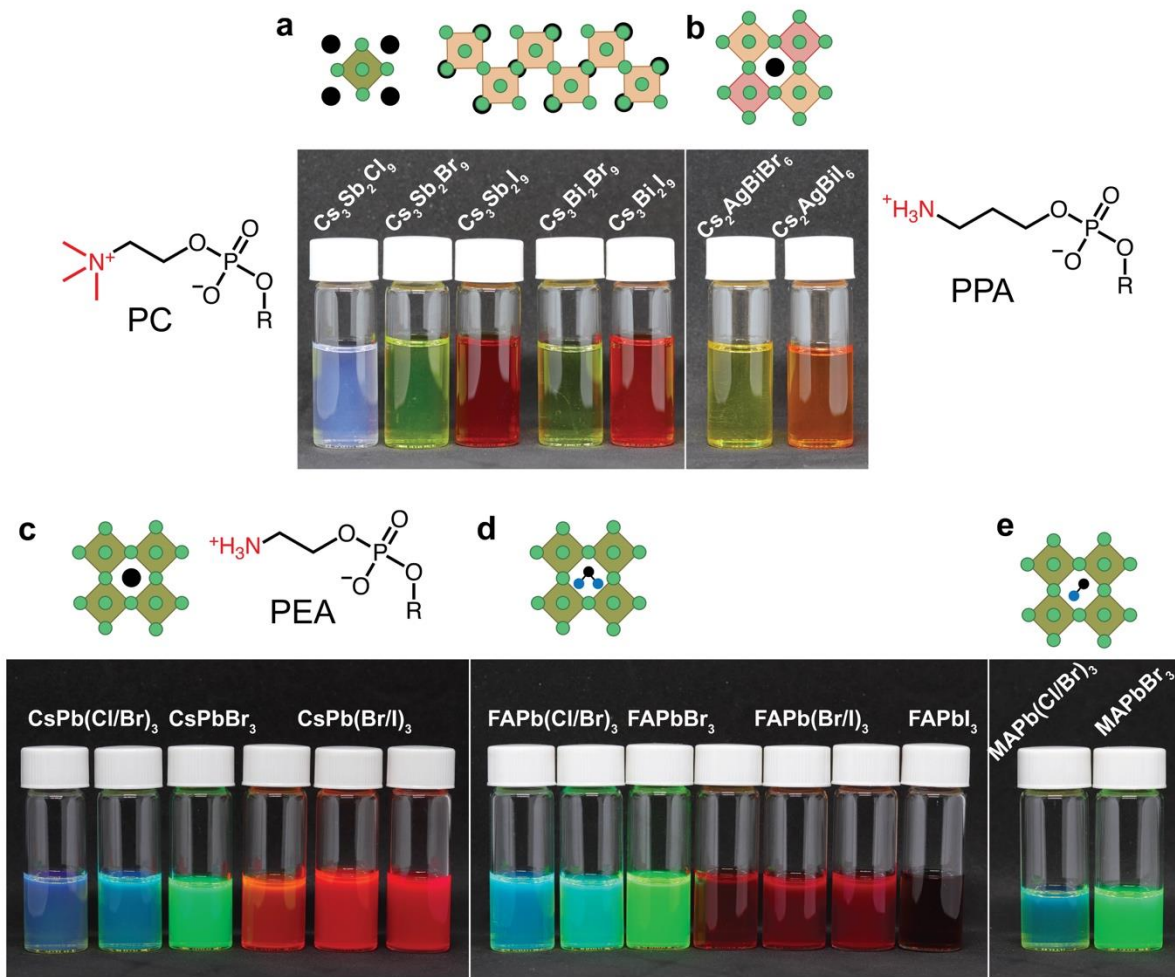 a
b
Cs₃Sb₂Cl₉
Cs₃Sb₂Br₉
Cs₃Sb₂I₉
Cs₃Bi₂Br₉
Cs₃Bi₂I₉
Cs₂AgBiBr₆
Cs₂AgBiI₆
N⁺
O
P
O
⁻O
O
R
PC
⁺H₃N
O
P
O
⁻O
O
R
PPA
c
⁺H₃N
O
P
O
⁻O
O
R
PEA
d
e
CsPb(Cl/Br)₃
CsPbBr₃
CsPb(Br/I)₃
FAPb(Cl/Br)₃
FAPbBr₃
FAPb(Br/I)₃
FAPbI₃
MAPb(Cl/Br)₃
MAPbBr₃